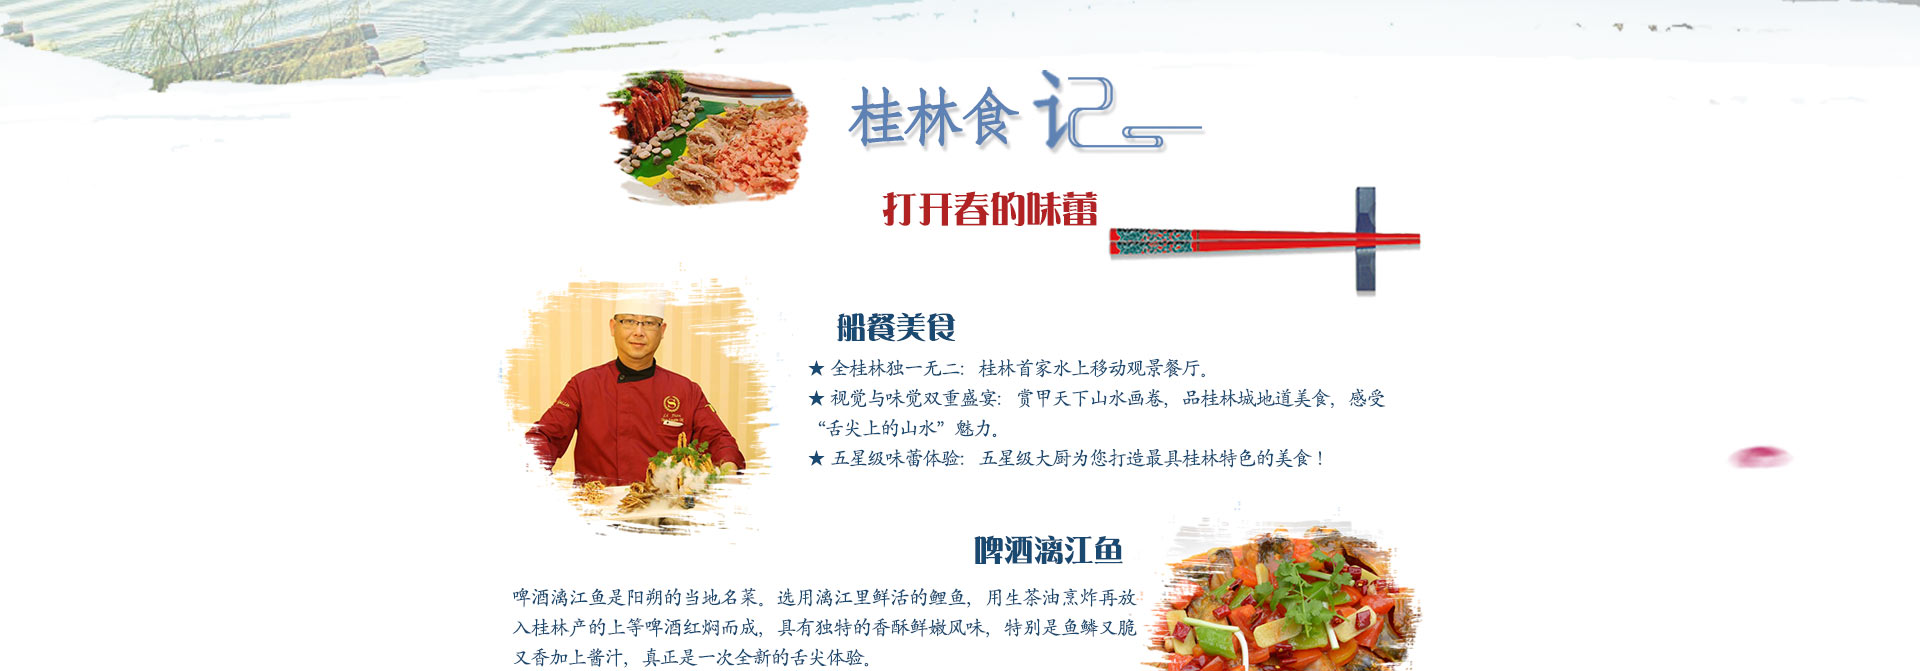 桂林食记
打开春的味蕾
船餐美食
★ 全桂林独一无二：桂林首家水上移动观景餐厅。
★ 视觉与味觉双重盛宴：赏甲天下山水画卷，品桂林城地道美食，感受
“舌尖上的山水”魅力。
★ 五星级味蕾体验：五星级大厨为您打造最具桂林特色的美食！
啤酒漓江鱼
啤酒漓江鱼是阳朔的当地名菜。选用漓江里鲜活的鲤鱼，用生茶油烹炸再放
入桂林产的上等啤酒红焖而成，具有独特的香酥鲜嫩风味，特别是鱼鳞又脆
又香加上酱汁，真正是一次全新的舌尖体验。